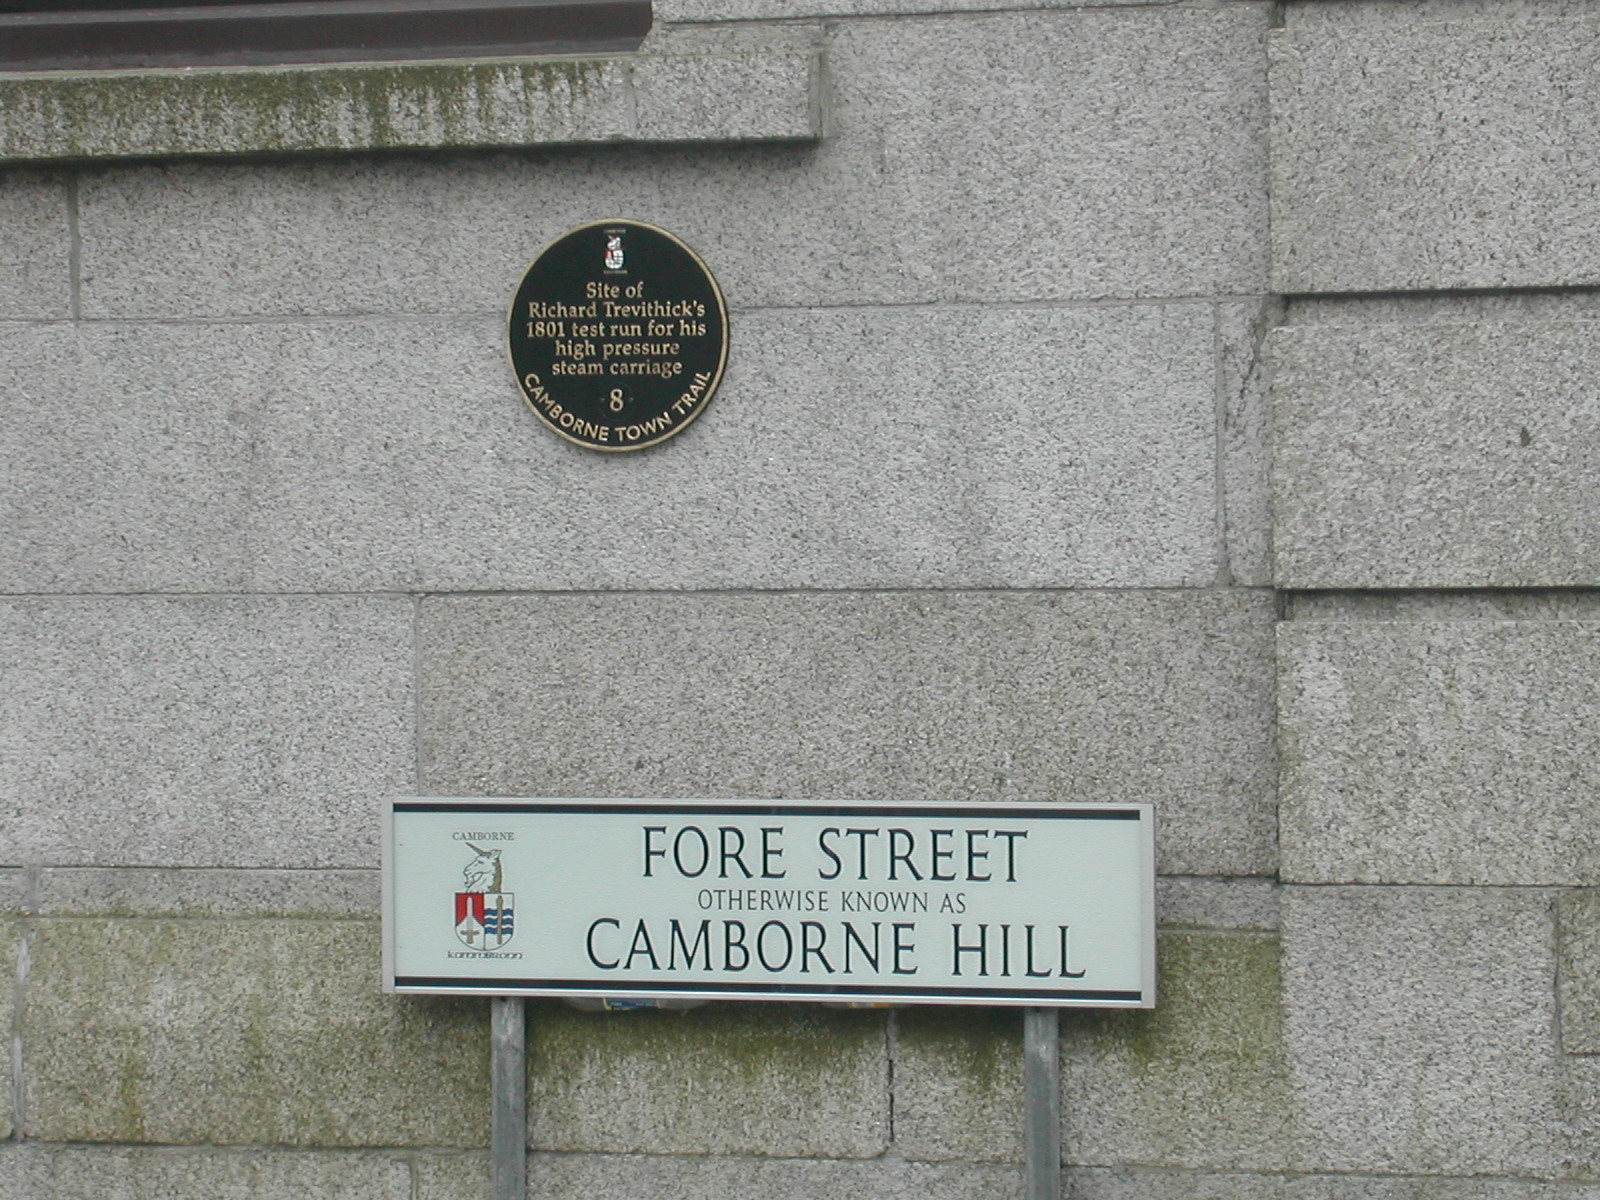 Site of
Richard Trevithick's
1801 test run for his
high pressure
steam carriage
8
CAMBORNE TOWN TRAIL
CAMBORNE
FORE STREET
OTHERWISE KNOWN AS
CAMBORNE HILL
KAMMBRONN